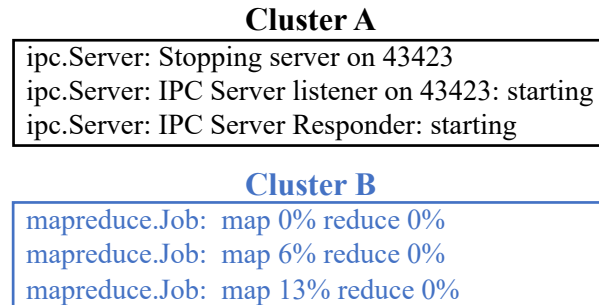 Cluster A
ipc.Server: Stopping server on 43423
ipc.Server: IPC Server listener on 43423: starting
ipc.Server: IPC Server Responder: starting
Cluster B
mapreduce.Job:  map 0% reduce 0%
mapreduce.Job:  map 6% reduce 0%
mapreduce.Job:  map 13% reduce 0%